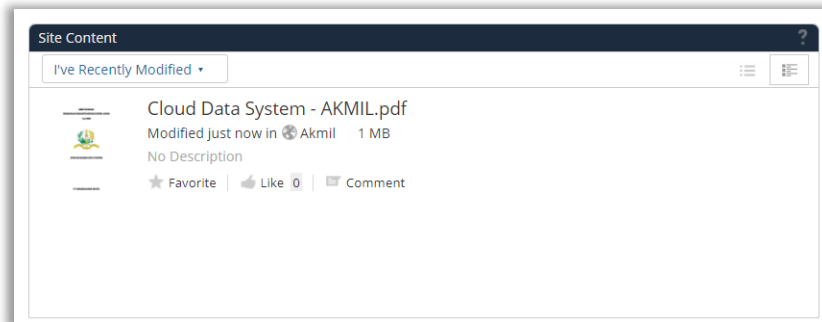 Site Content ?
I've Recently Modified
Cloud Data System - AKMIL.pdf
Modified just now in Akmil 1 MB
No Description
Favorite Like 0 Comment